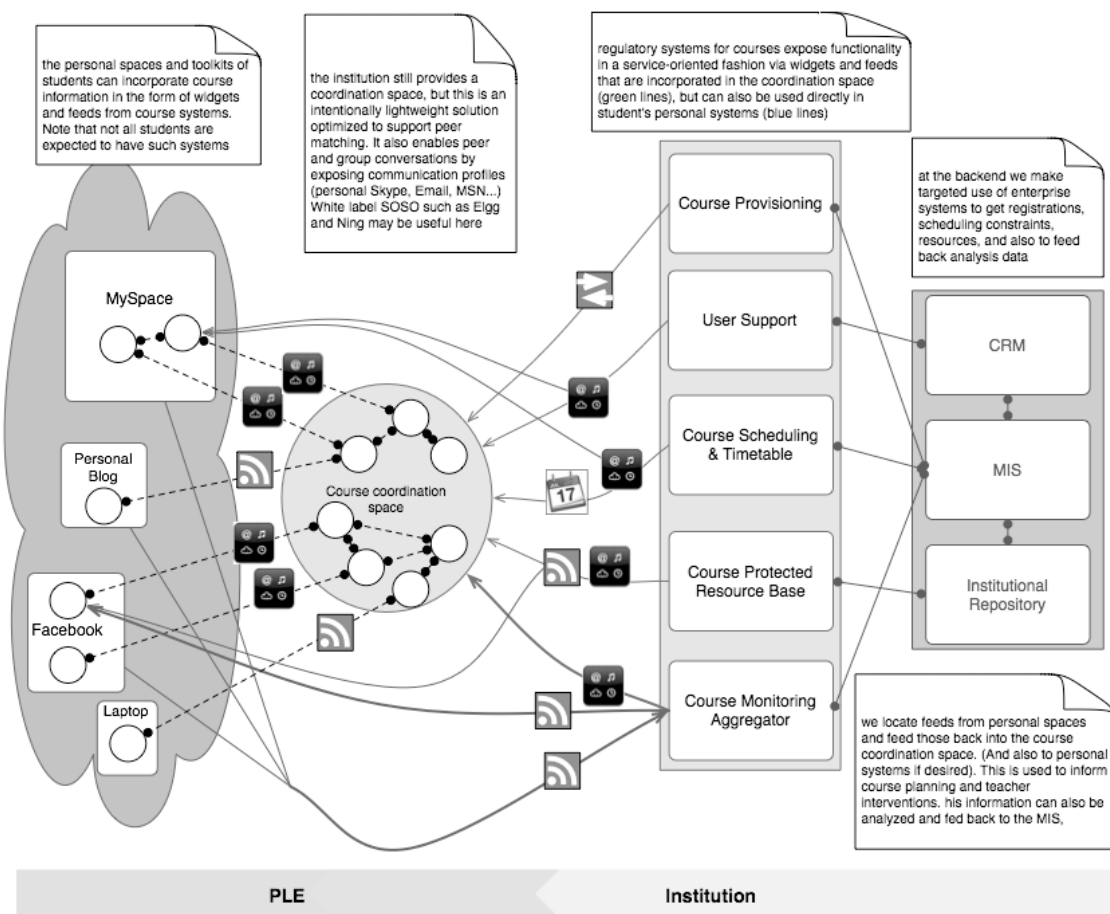 the personal spaces and toolkits of
students can incorporate course
information in the form of widgets
and feeds from course systems.
Note that not all students are
expected to have such systems
the institution still provides a
coordination space, but this is an
intentionally lightweight solution
optimized to support peer
matching. It also enables peer
and group conversations by
exposing communication profiles
(personal Skype, Email, MSN...)
White label SOSO such as Elgg
and Ning may be useful here
regulatory systems for courses expose functionality
in a service-oriented fashion via widgets and feeds
that are incorporated in the coordination space
(green lines), but can also be used directly in
student's personal systems (blue lines)
at the backend we make
targeted use of enterprise
systems to get registrations,
scheduling constraints,
resources, and also to feed
back analysis data
MySpace
Personal
Blog
Facebook
Laptop
Course coordination
space
17
Course Provisioning
User Support
Course Scheduling
& Timetable
Course Protected
Resource Base
Course Monitoring
Aggregator
CRM
MIS
Institutional
Repository
we locate feeds from personal spaces
and feed those back into the course
coordination space. (And also to personal
systems if desired). This is used to inform
course planning and teacher
interventions. his information can also be
analyzed and fed back to the MIS,
PLE
Institution